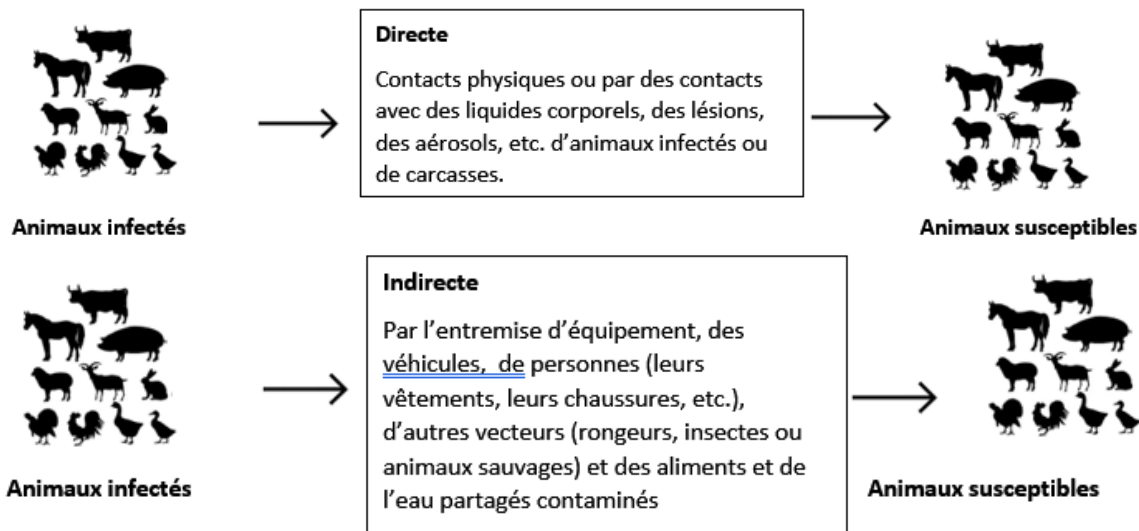 Directe
Contacts physiques ou par des contacts
avec des liquides corporels, des lésions,
des aérosols, etc. d’animaux infectés ou
de carcasses.
Animaux infectés
Animaux susceptibles
Indirecte
Par l’entremise d’équipement, des
véhicules, de personnes (leurs
vêtements, leurs chaussures, etc.),
d’autres vecteurs (rongeurs, insectes ou
animaux sauvages) et des aliments et de
l’eau partagés contaminés
Animaux infectés
Animaux susceptibles